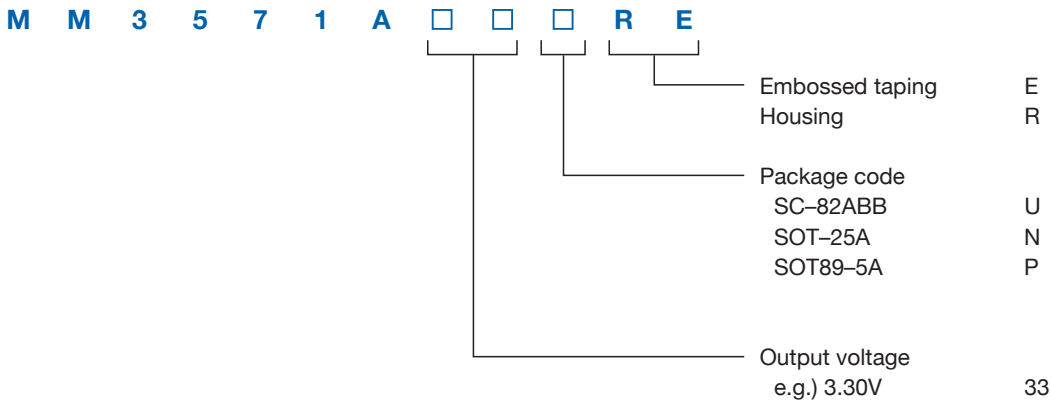 M M 3 5 7 1 A □ □ □ R E
Embossed taping E
Housing R
Package code
SC–82ABB U
SOT–25A N
SOT89–5A P
Output voltage
e.g.) 3.30V 33